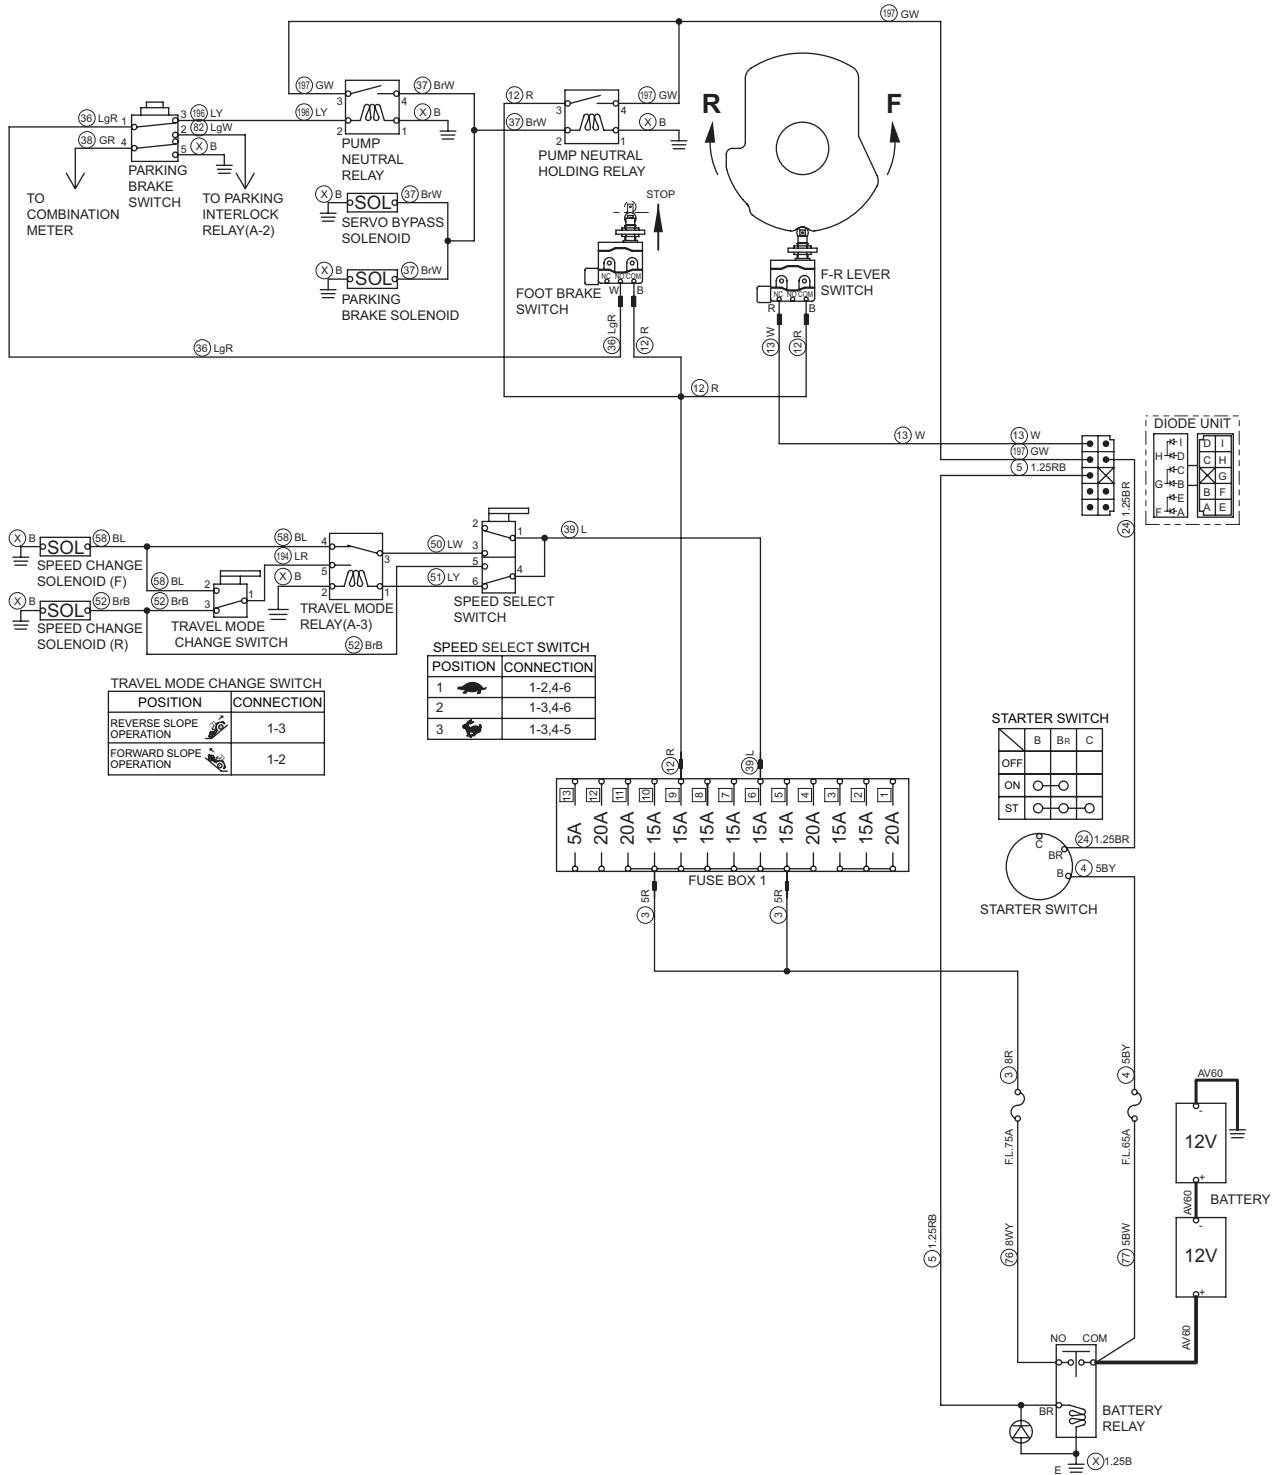 197 GW
197 GW
37 BrW
3
4
12 R
197 GW
3
4
R
F
36 LgR
1
3
196 LY
196 LY
X B
2
82 LgW
37 BrW
X B
38 GR
4
X B
5
2
1
2
1
PUMP
NEUTRAL
RELAY
PUMP NEUTRAL
HOLDING RELAY
PARKING
BRAKE
SWITCH
TO
COMBINATION
METER
TO PARKING
INTERLOCK
RELAY(A-2)
X B
SOL
37 BrW
SERVO BYPASS
SOLENOID
STOP
X B
SOL
37 BrW
PARKING
BRAKE SOLENOID
NC NO COM
FOOT BRAKE
SWITCH
W B
NC NO COM
F-R LEVER
SWITCH
R B
36 LgR
36 LgR
12 R
13 W
12 R
12 R
13 W
13 W
197 GW
5 1.25RB
24 1.25BR
DIODE UNIT
I D I
H D C H
C G
G B B F
E A E
F A
X B
SOL
58 BL
58 BL
4
3
50 LW
2
1
3
39 L
SPEED CHANGE
SOLENOID (F)
194 LR
5
X B
2
1
51 LY
5
4
6
58 BL
2
1
X B
SOL
52 BrB
52 BrB
3
SPEED CHANGE
SOLENOID (R)
TRAVEL MODE
CHANGE SWITCH
TRAVEL MODE
RELAY(A-3)
SPEED SELECT
SWITCH
52 BrB
SPEED SELECT SWITCH
POSITION CONNECTION
1 1-2,4-6
2 1-3,4-6
3 1-3,4-5
TRAVEL MODE CHANGE SWITCH
POSITION CONNECTION
REVERSE SLOPE
OPERATION
1-3
FORWARD SLOPE
OPERATION
1-2
STARTER SWITCH
B BR C
OFF
ON
ST
12 R
39 L
13 12 11 10 9 8 7 6 5 4 3 2 1
5A 20A 20A 15A 15A 15A 15A 15A 15A 20A 15A 15A 20A
FUSE BOX 1
3 5R
3 5R
C
BR
24 1.25BR
B
4 5BY
STARTER SWITCH
3 8R
4 5BY
F.L.75A
F.L.65A
AV60
-
12V
+
BATTERY
AV60
-
12V
+
AV60
5 1.25RB
76 8WY
77 5BW
NO COM
BR
BATTERY
RELAY
E
X 1.25B